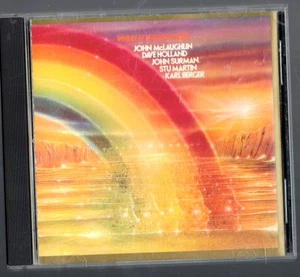 JOHN McLAUGHLIN
DAVE HOLLAND
JOHN SURMAN
STU MARTIN
KARL BERGER